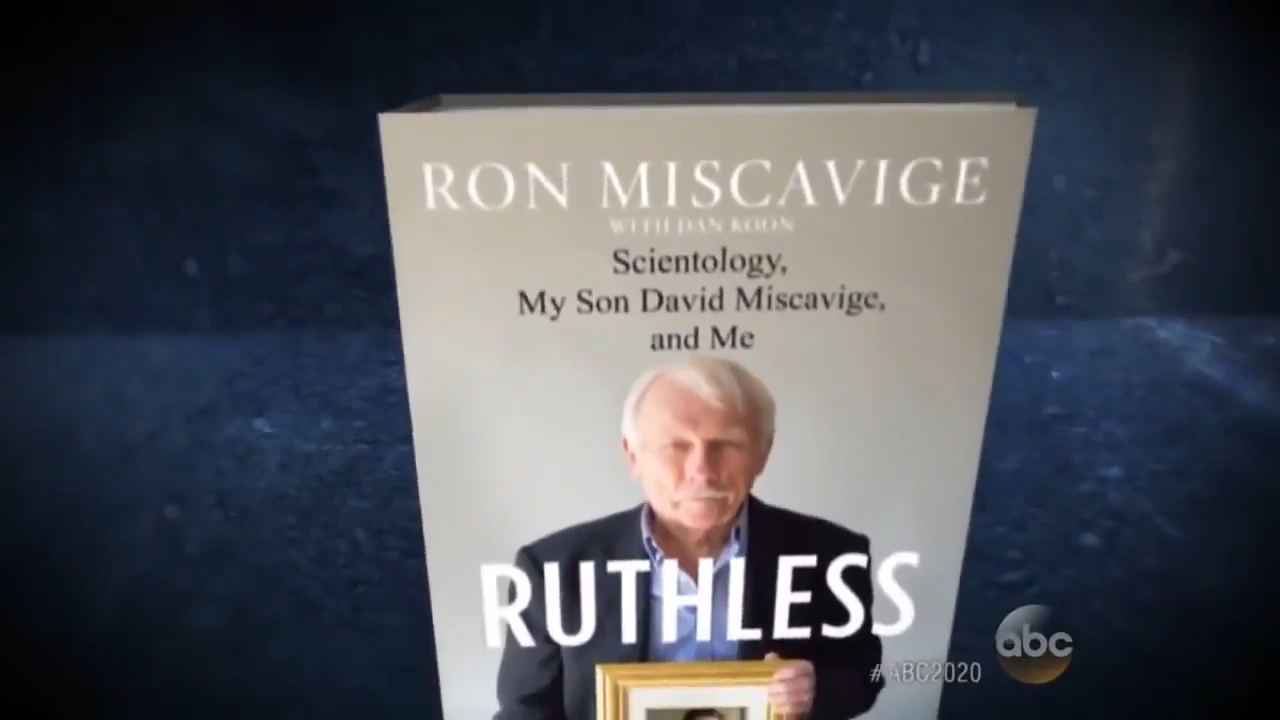 RON MISCAVIGE
WITH DAN KOON
Scientology,
My Son David Miscavige,
and Me
RUTHLESS
abc
#ABC2020